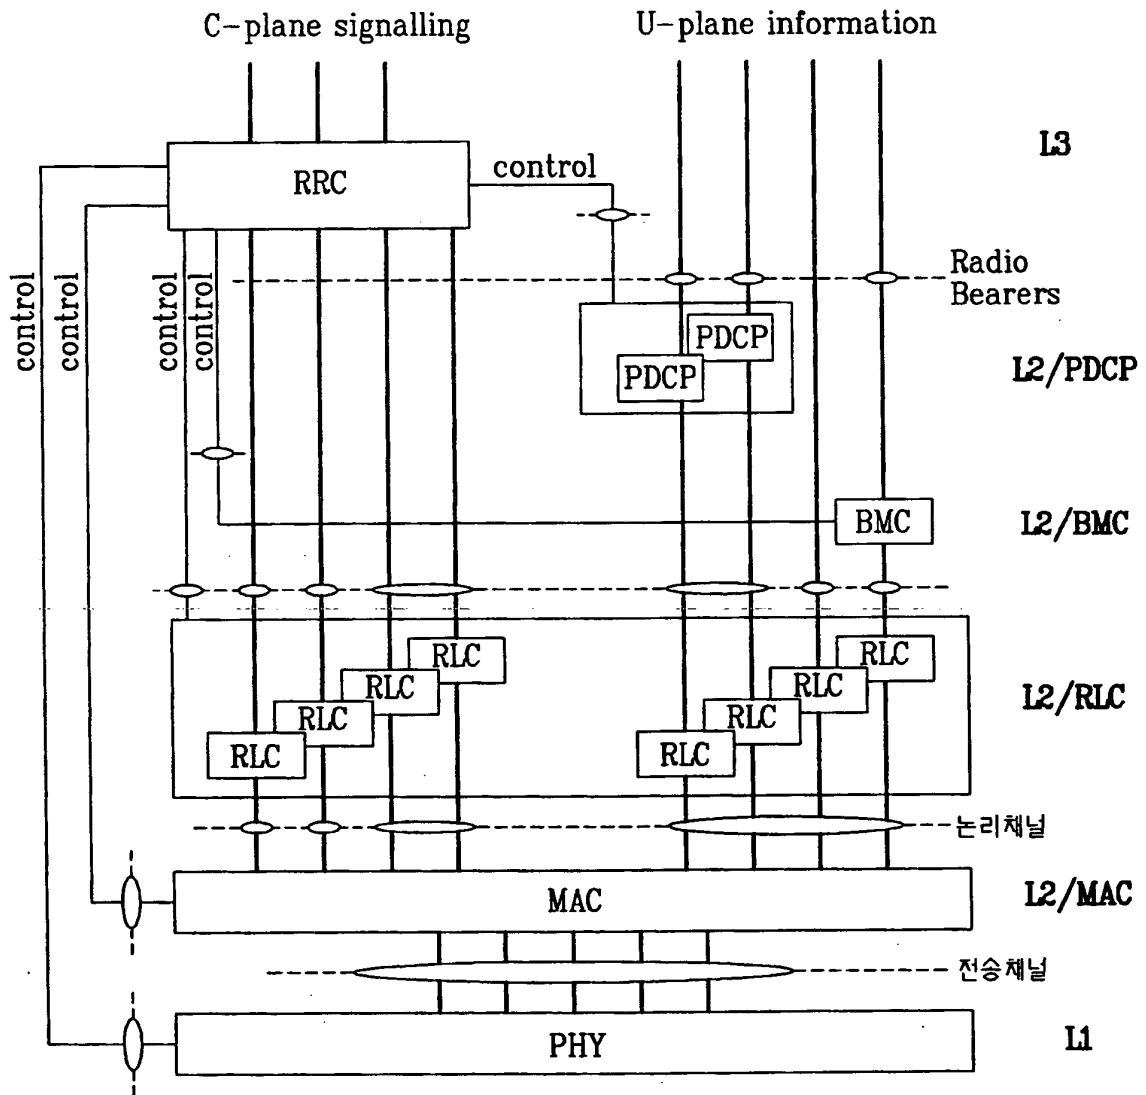 C-plane signalling
U-plane information
L3
RRC
control
control
control
control
control
Radio
Bearers
PDCP
PDCP
L2/PDCP
BMC
L2/BMC
RLC
RLC
RLC
RLC
RLC
RLC
RLC
RLC
L2/RLC
논리채널
MAC
L2/MAC
전송채널
PHY
L1